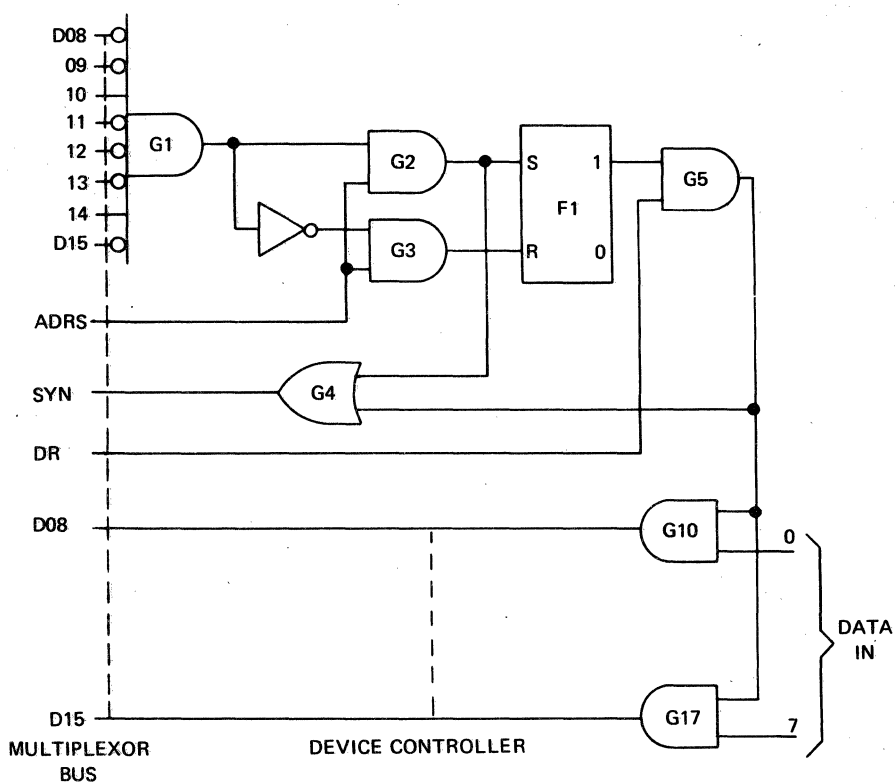 D08
09
10
11
12
13
14
D15
G1
G2
G3
S 1
F1
R 0
G5
ADRS
SYN
G4
DR
D08
G10
0
DATA
IN
D15
G17
7
MULTIPLEXOR
BUS
DEVICE CONTROLLER